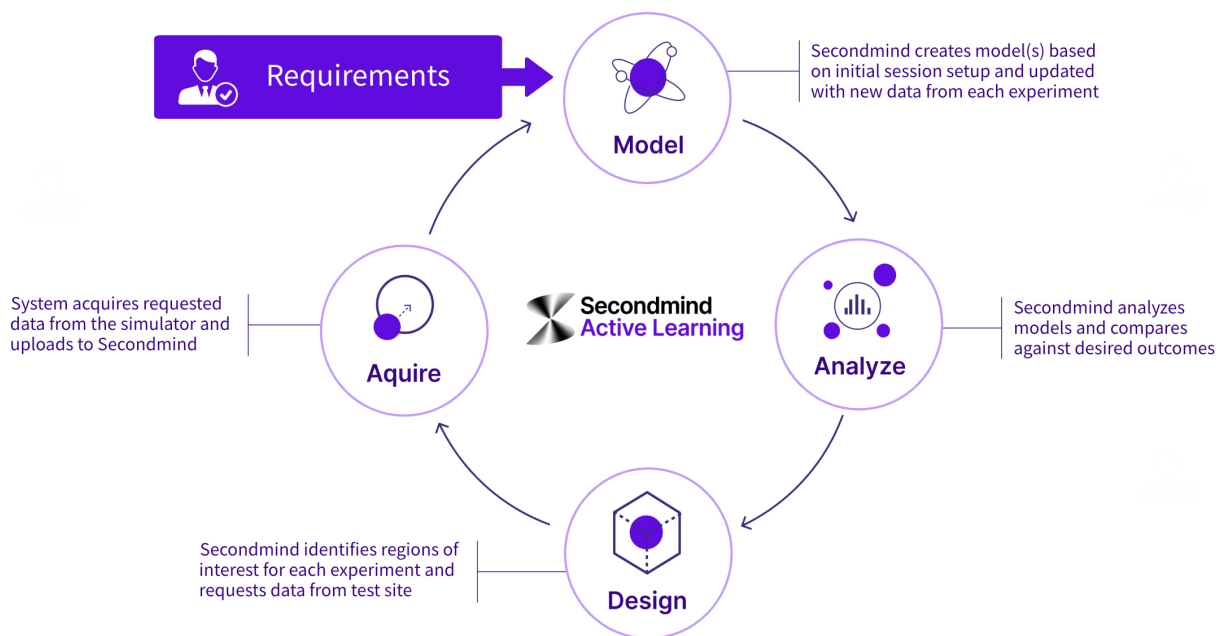 Requirements
Model
Secondmind creates model(s) based
on initial session setup and updated
with new data from each experiment
Analyze
Secondmind analyzes
models and compares
against desired outcomes
Design
Secondmind identifies regions of
interest for each experiment and
requests data from test site
Aquire
System acquires requested
data from the simulator and
uploads to Secondmind
Secondmind
Active Learning